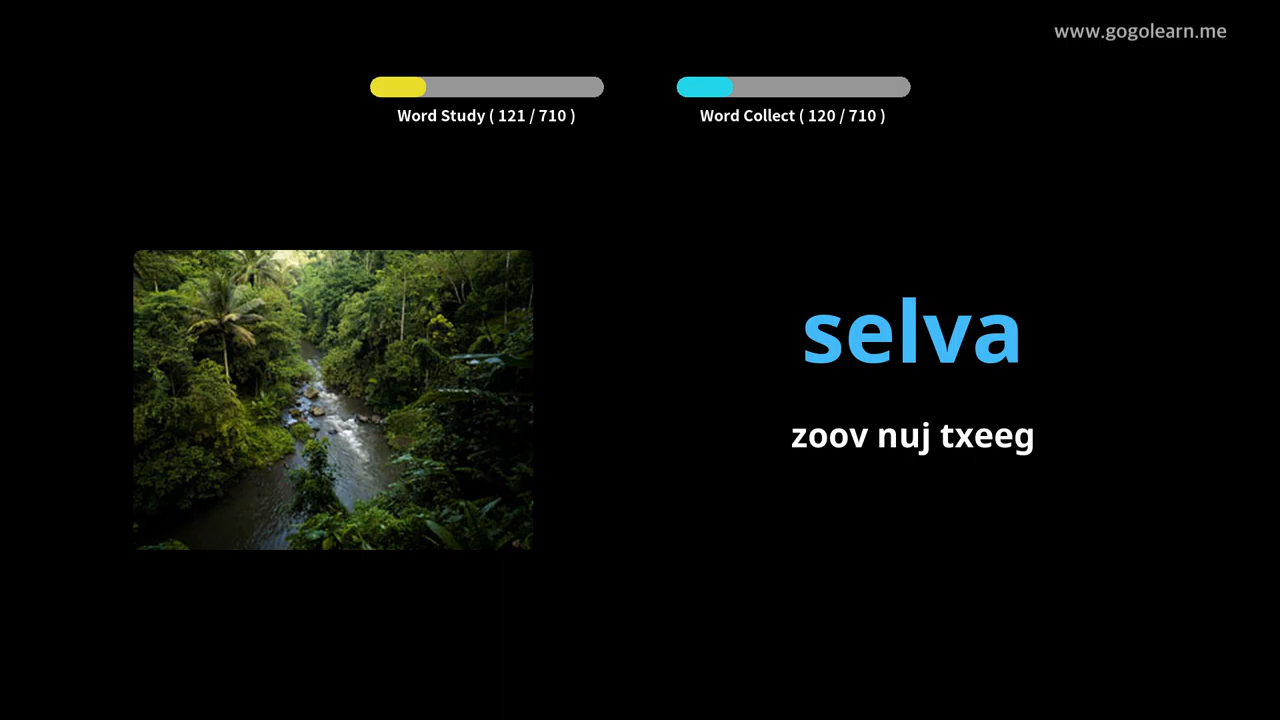 www.gogolearn.me
Word Study ( 121 / 710 )
Word Collect ( 120 / 710 )
selva
zoov nuj txeeg